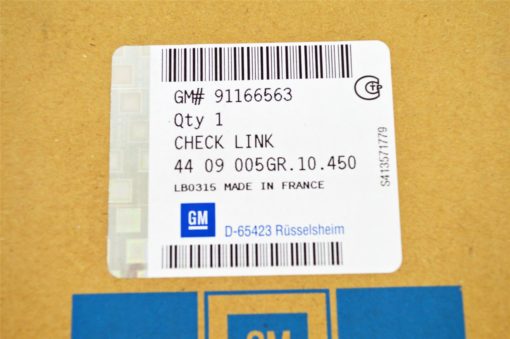 GM# 91166563
Qty 1
CHECK LINK
44 09 005GR.10.450
LB0315 MADE IN FRANCE
GM
D-65423 Rüsselsheim
S413571779
GM